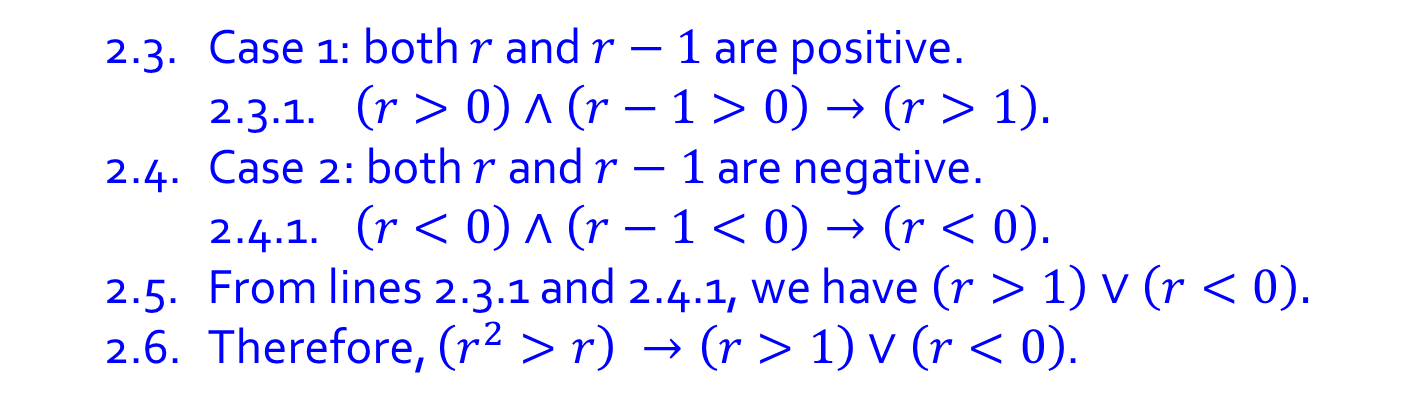 2.3. Case 1: both r and r − 1 are positive.
2.3.1. (r > 0) ∧ (r − 1 > 0) → (r > 1).
2.4. Case 2: both r and r − 1 are negative.
2.4.1. (r < 0) ∧ (r − 1 < 0) → (r < 0).
2.5. From lines 2.3.1 and 2.4.1, we have (r > 1) ∨ (r < 0).
2.6. Therefore, (r² > r) → (r > 1) ∨ (r < 0).